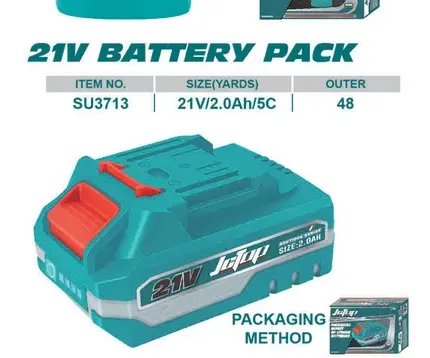 21V BATTERY PACK
ITEM NO. SIZE(YARDS) OUTER
SU3713 21V/2.0Ah/5C 48
21V JcTop
SIZE:2.0AH
PACKAGING
METHOD
JcTop